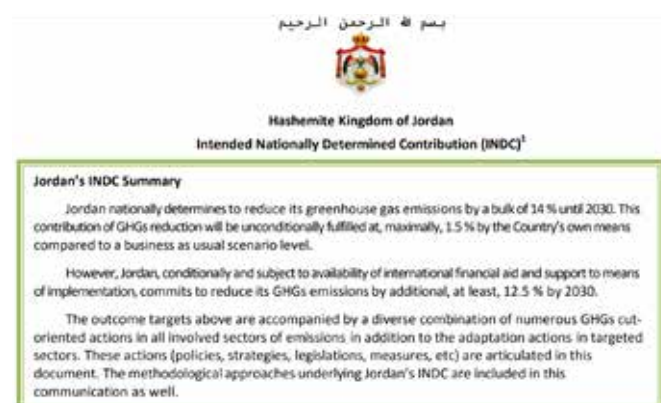 بسم الله الرحمن الرحيم
Hashemite Kingdom of Jordan
Intended Nationally Determined Contribution (INDC)¹
Jordan's INDC Summary
Jordan nationally determines to reduce its greenhouse gas emissions by a bulk of 14 % until 2030. This
contribution of GHGs reduction will be unconditionally fulfilled at, maximally, 1.5 % by the Country's own means
compared to a business as usual scenario level.
However, Jordan, conditionally and subject to availability of international financial aid and support to means
of implementation, commits to reduce its GHGs emissions by additional, at least, 12.5 % by 2030.
The outcome targets above are accompanied by a diverse combination of numerous GHGs cut-
oriented actions in all involved sectors of emissions in addition to the adaptation actions in targeted
sectors. These actions (policies, strategies, legislations, measures, etc) are articulated in this
document. The methodological approaches underlying Jordan's INDC are included in this
communication as well.